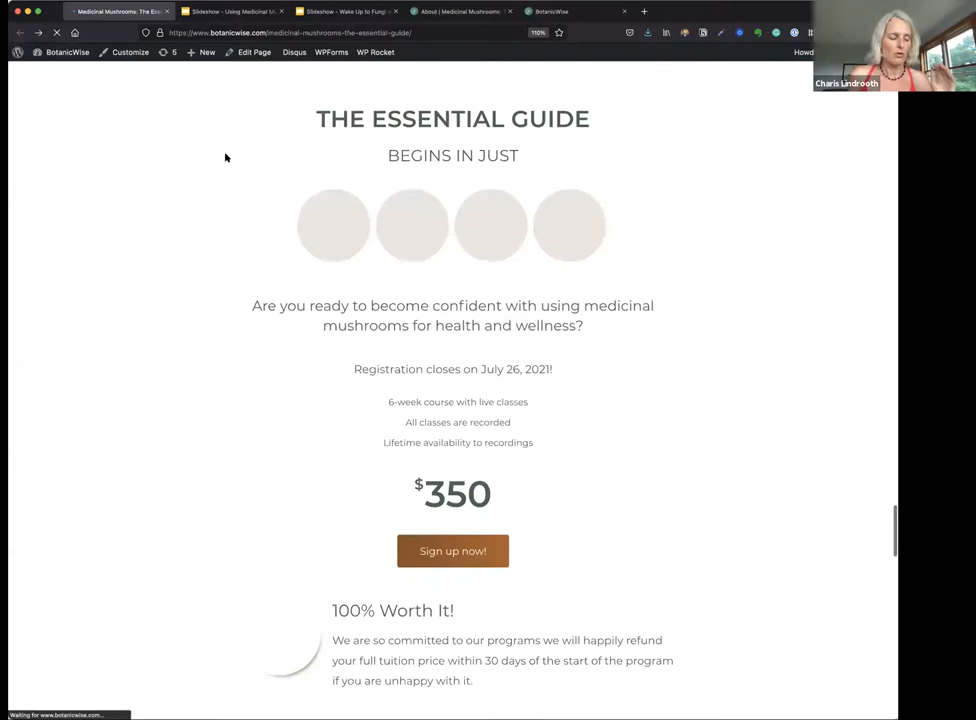 Medicinal Mushrooms: The Ess
Slideshow - Using Medicinal M
Slideshow - Wake Up to Fungi
About | Medicinal Mushrooms:
BotanicWise
https://www.botanicwise.com/medicinal-mushrooms-the-essential-guide/
110%
BotanicWise
Customize
5
New
Edit Page
Disqus
WPForms
WP Rocket
Howd
Charis Lindrooth
THE ESSENTIAL GUIDE
BEGINS IN JUST
Are you ready to become confident with using medicinal
mushrooms for health and wellness?
Registration closes on July 26, 2021!
6-week course with live classes
All classes are recorded
Lifetime availability to recordings
$350
Sign up now!
100% Worth It!
We are so committed to our programs we will happily refund
your full tuition price within 30 days of the start of the program
if you are unhappy with it.
Waiting for www.botanicwise.com...